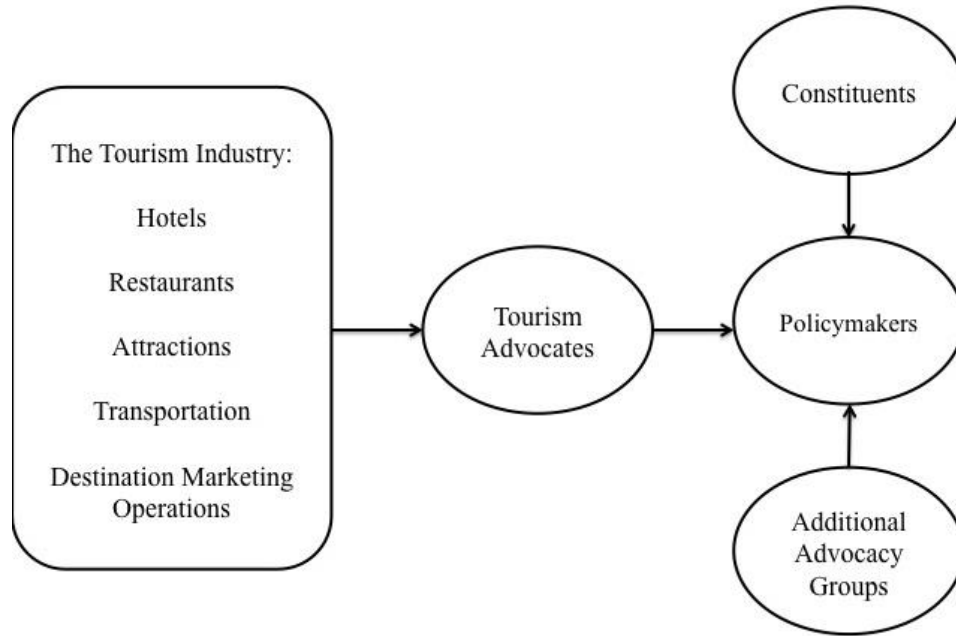 The Tourism Industry:
Hotels
Restaurants
Attractions
Transportation
Destination Marketing
Operations
Tourism
Advocates
Constituents
Policymakers
Additional
Advocacy
Groups